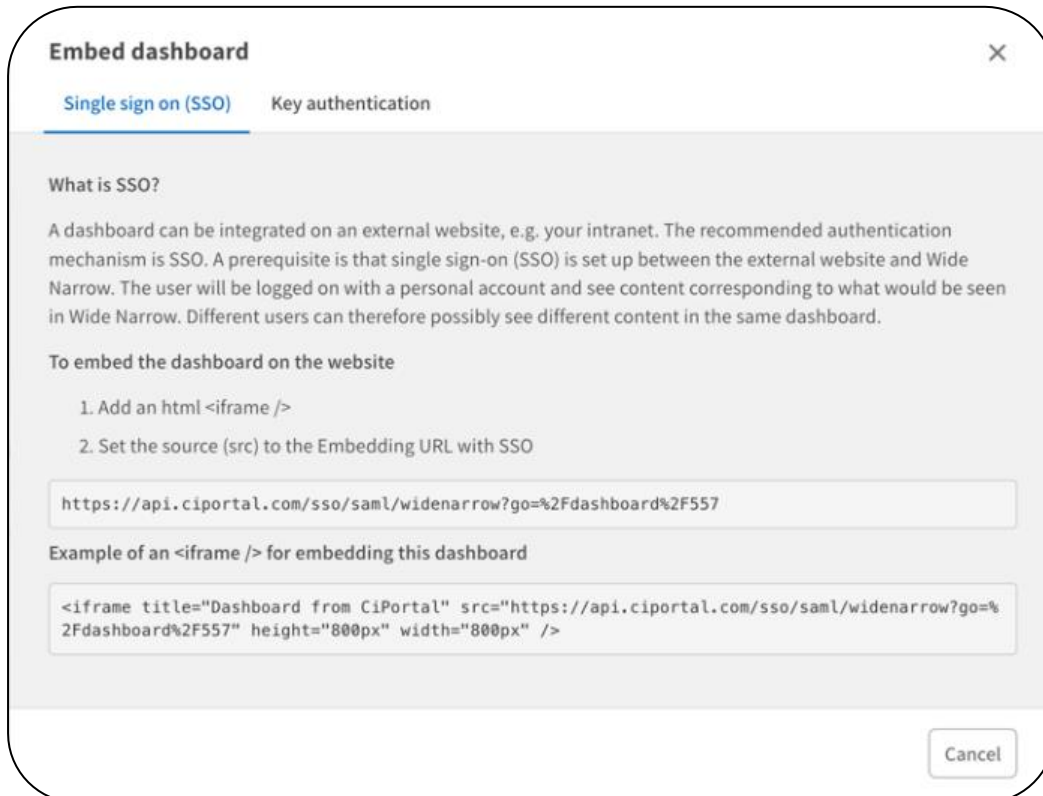 Embed dashboard
Single sign on (SSO) Key authentication
What is SSO?
A dashboard can be integrated on an external website, e.g. your intranet. The recommended authentication
mechanism is SSO. A prerequisite is that single sign-on (SSO) is set up between the external website and Wide
Narrow. The user will be logged on with a personal account and see content corresponding to what would be seen
in Wide Narrow. Different users can therefore possibly see different content in the same dashboard.
To embed the dashboard on the website
1. Add an html <iframe />
2. Set the source (src) to the Embedding URL with SSO
https://api.ciportal.com/sso/saml/widenarrow?go=%2Fdashboard%2F557
Example of an <iframe /> for embedding this dashboard
<iframe title="Dashboard from CiPortal" src="https://api.ciportal.com/sso/saml/widenarrow?go=%
2Fdashboard%2F557" height="800px" width="800px" />
Cancel